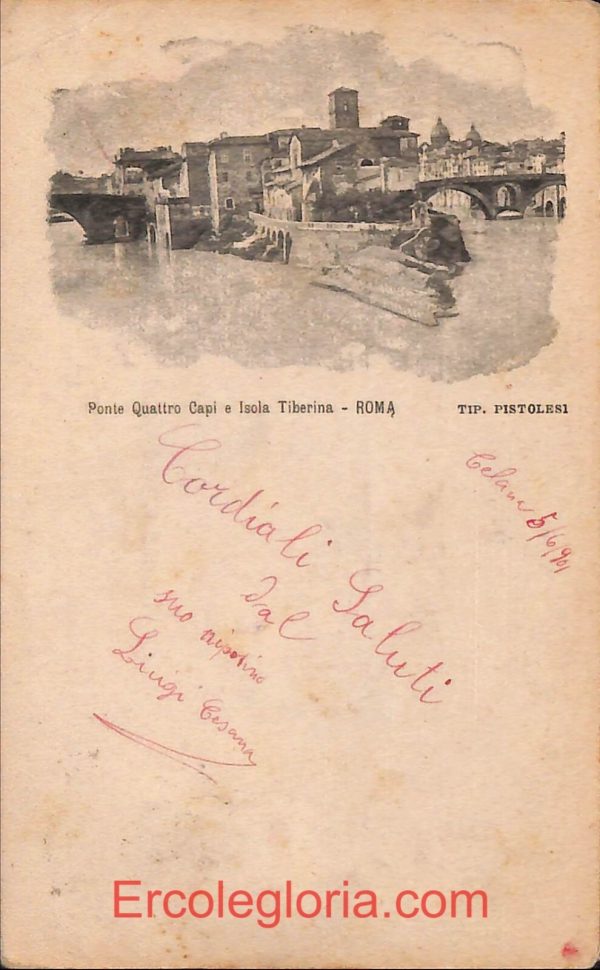 Ponte Quattro Capi e Isola Tiberina - ROMA
TIP. PISTOLESI
5/6/901
Cordiali Saluti
dal
suo nipotino
Luigi Cesana
Ercolegloria.com